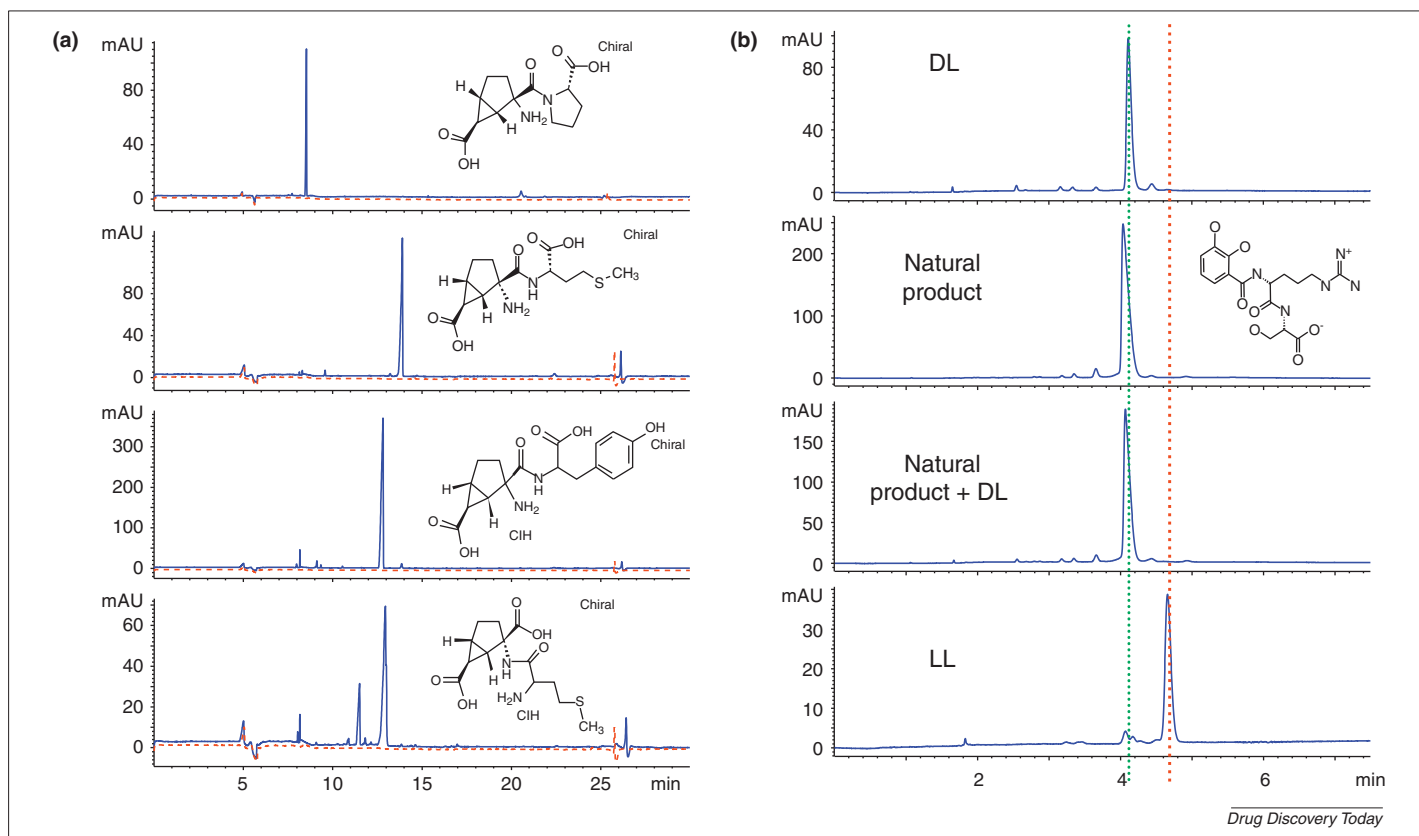 (a)
mAU
80
40
0
Chiral
O
OH
O
N
NH2
H
H
O
OH
mAU
80
40
0
Chiral
O
OH
O
N
H
S
CH3
NH2
H
H
O
OH
mAU
300
200
100
0
OH
Chiral
O
OH
O
N
H
NH2
H
H
O
OH
ClH
mAU
60
40
20
0
Chiral
O
OH
H
NH
O
H
O
OH
H2N
S
CH3
ClH
5 10 15 20 25 min
(b)
mAU
80
40
0
DL
mAU
200
100
0
Natural
product
O
O
N
O
O
N
O
O
O-
N
N+
N
mAU
150
100
50
0
Natural
product + DL
mAU
30
20
10
0
LL
2 4 6 min
Drug Discovery Today